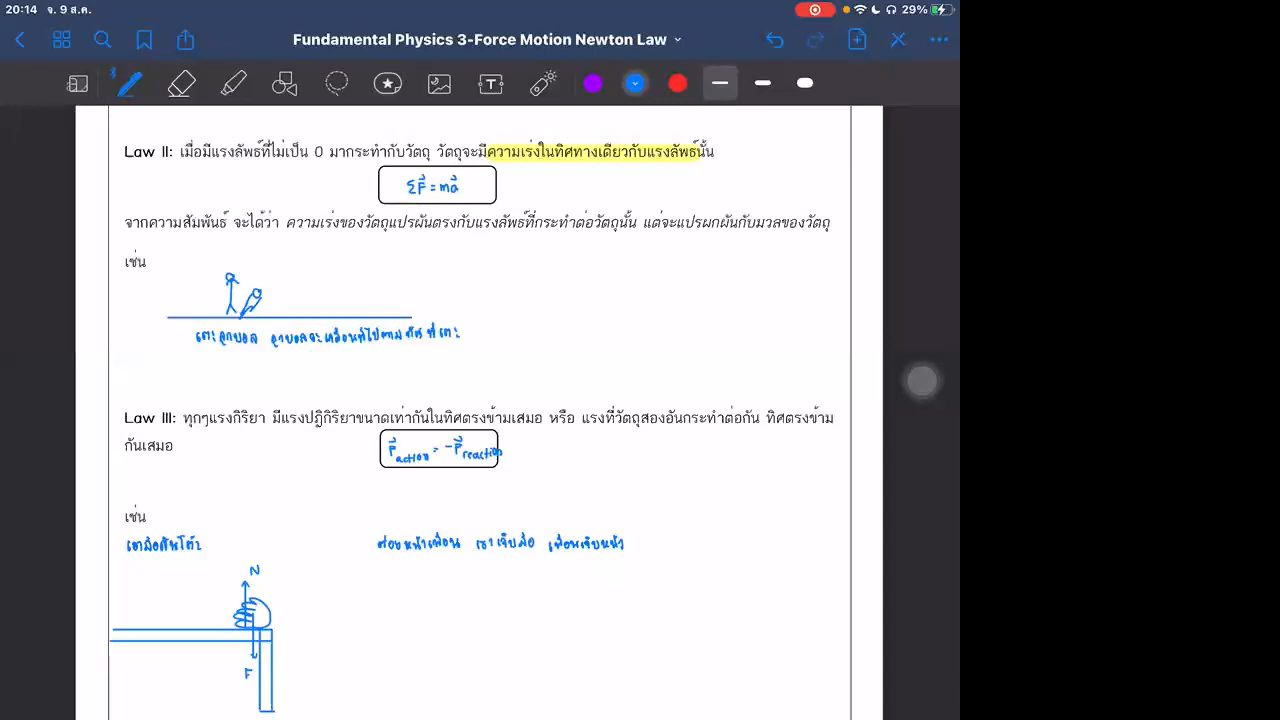 20:14 จ. 9 ส.ค. 29%
Fundamental Physics 3-Force Motion Newton Law
Law II: เมื่อมีแรงลัพธ์ที่ไม่เป็น 0 มากระทำกับวัตถุ วัตถุจะมีความเร่งในทิศทางเดียวกับแรงลัพธ์นั้น
ΣF⃗ = ma⃗
จากความสัมพันธ์ จะได้ว่า ความเร่งของวัตถุแปรผันตรงกับแรงลัพธ์ที่กระทำต่อวัตถุนั้น แต่จะแปรผกผันกับมวลของวัตถุ
เช่น
เตะลูกบอล ลูกบอลจะเคลื่อนที่ไปตามทิศที่เตะ
Law III: ทุกๆแรงกิริยา มีแรงปฏิกิริยาขนาดเท่ากันในทิศตรงข้ามเสมอ หรือ แรงที่วัตถุสองอันกระทำต่อกัน ทิศตรงข้าม
กันเสมอ
F⃗action = -F⃗reaction
เช่น
เอามือดันโต๊ะ ต่อยหน้าเพื่อน เราเจ็บมือ เพื่อนเจ็บหน้า
N
F